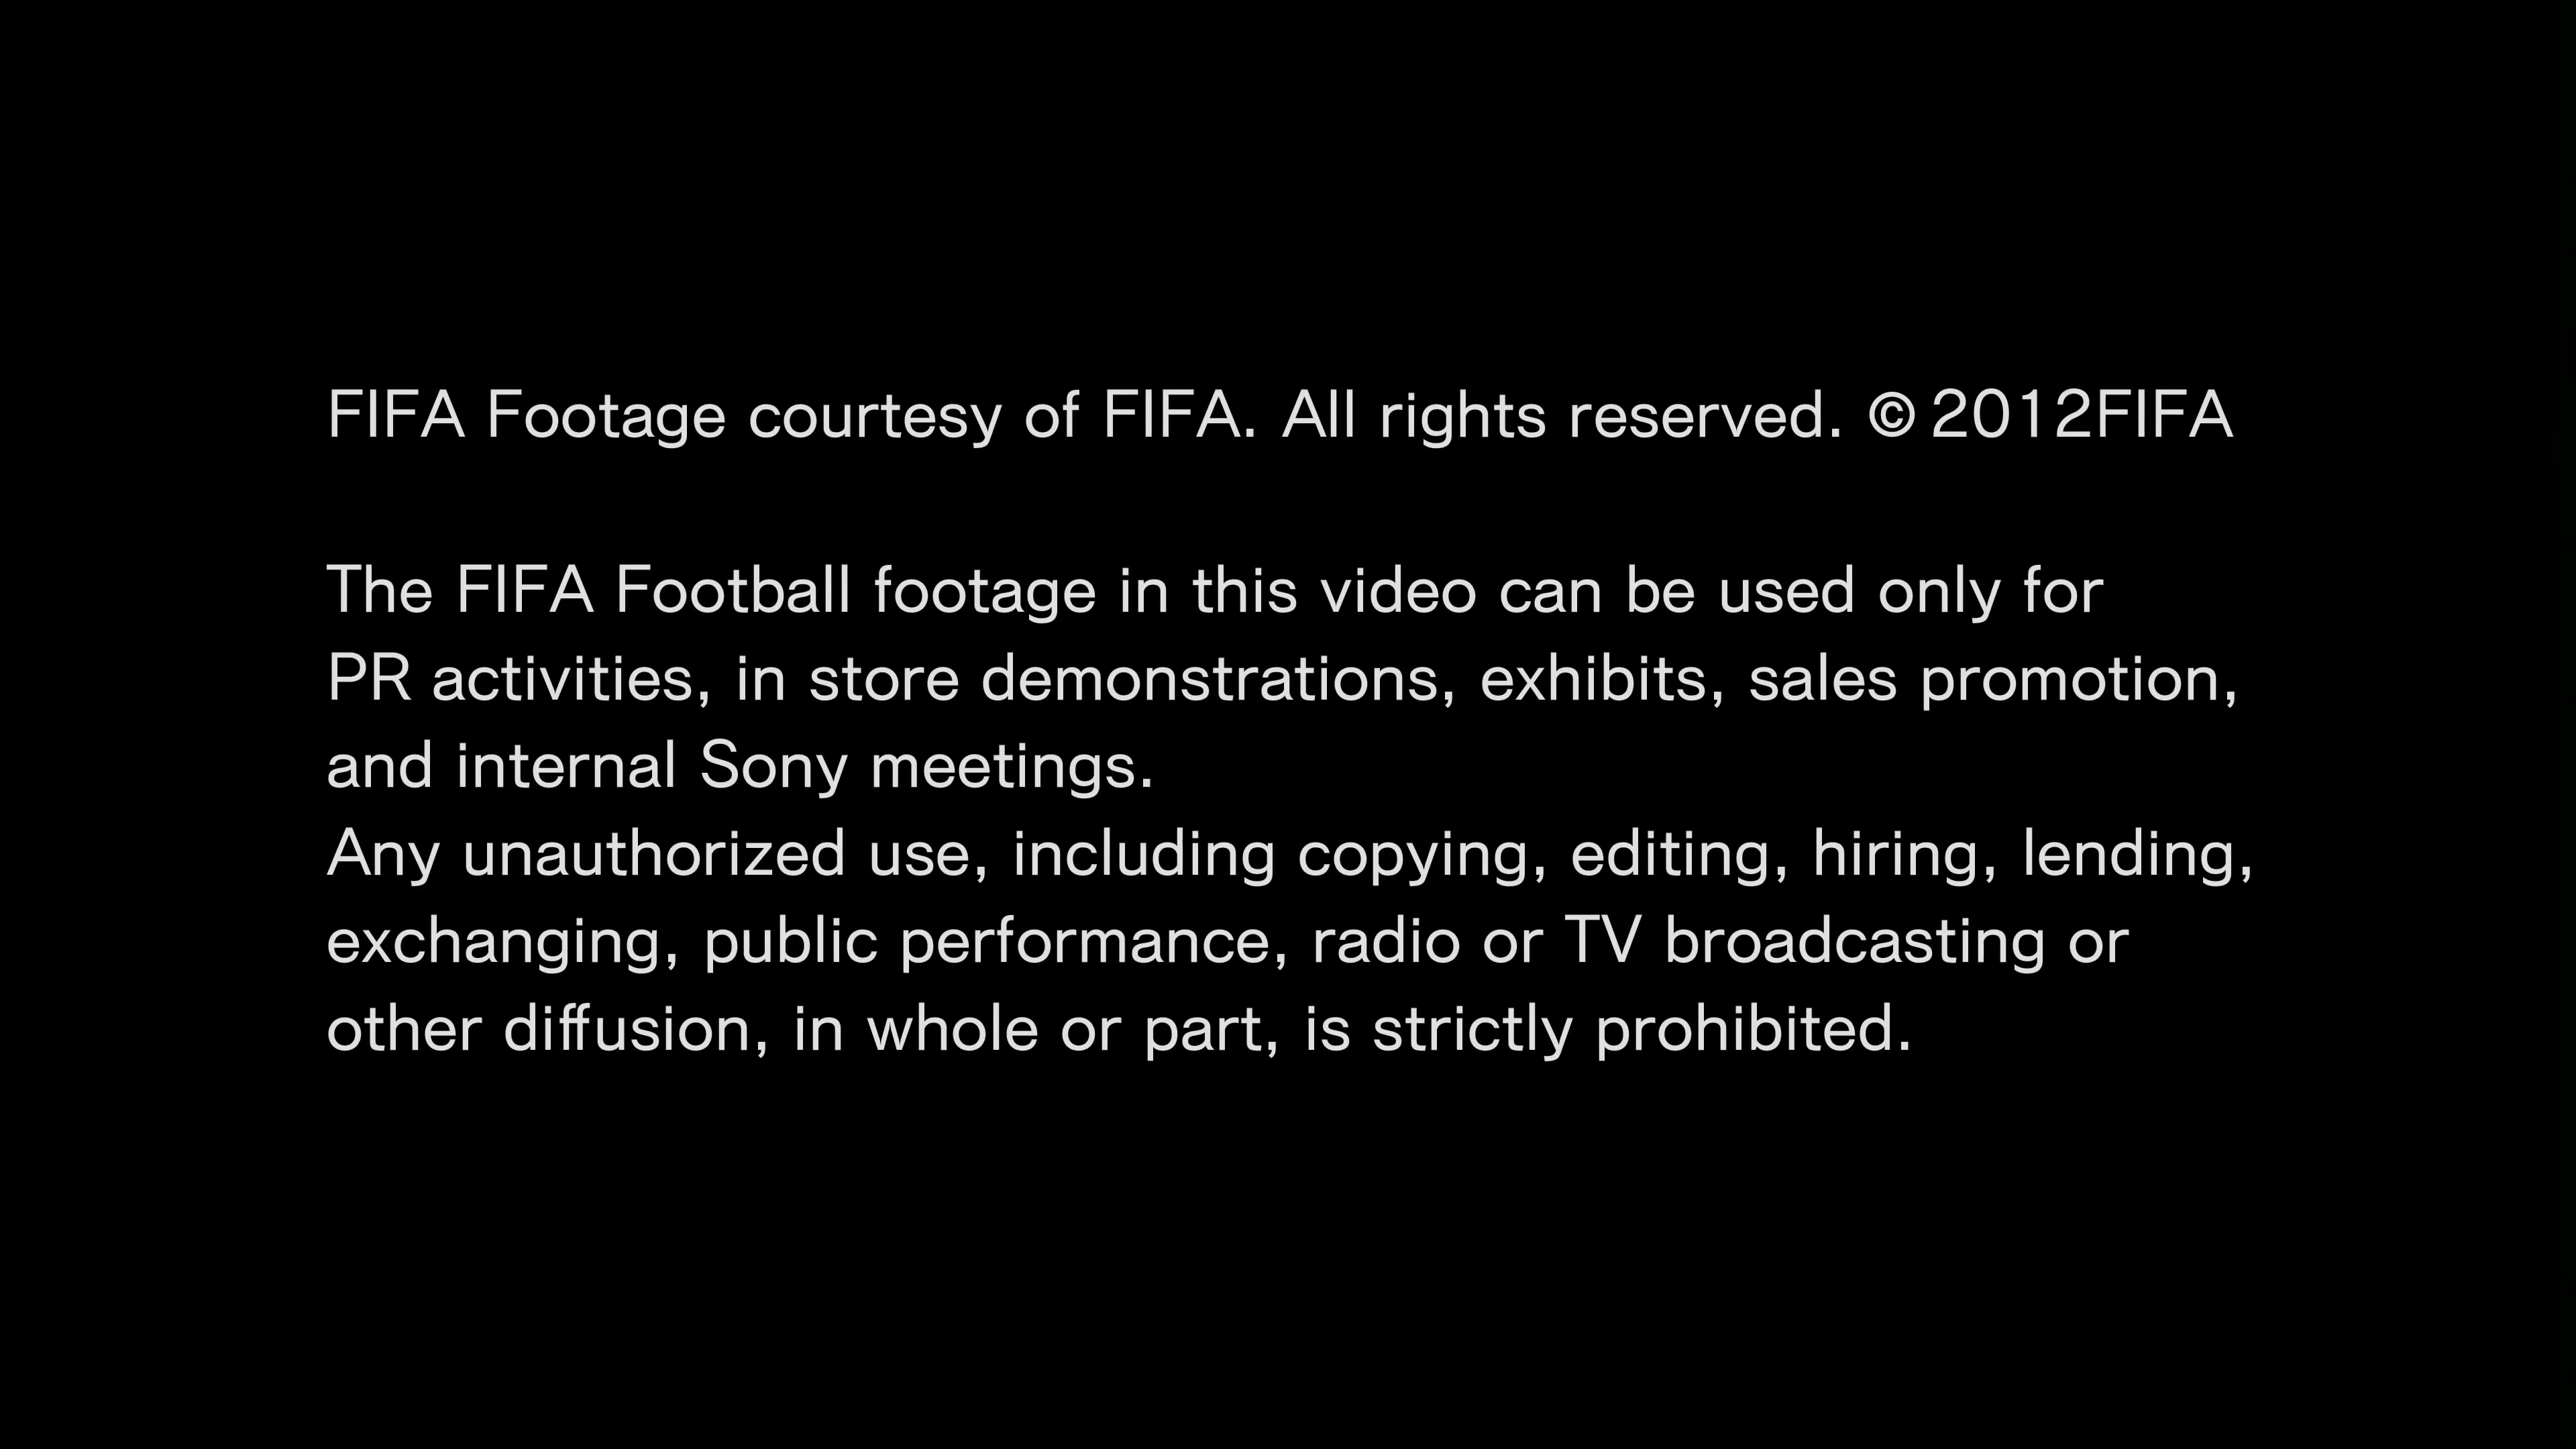 FIFA Footage courtesy of FIFA. All rights reserved. © 2012FIFA
The FIFA Football footage in this video can be used only for
PR activities, in store demonstrations, exhibits, sales promotion,
and internal Sony meetings.
Any unauthorized use, including copying, editing, hiring, lending,
exchanging, public performance, radio or TV broadcasting or
other diffusion, in whole or part, is strictly prohibited.